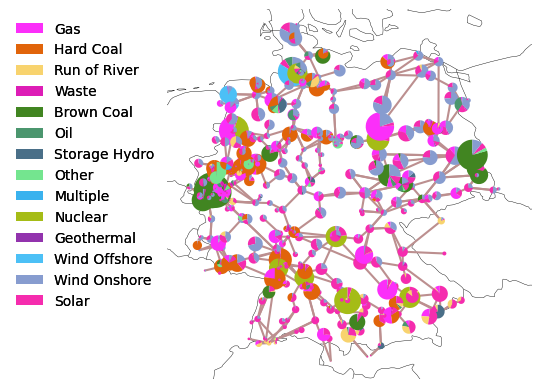 Gas
Hard Coal
Run of River
Waste
Brown Coal
Oil
Storage Hydro
Other
Multiple
Nuclear
Geothermal
Wind Offshore
Wind Onshore
Solar